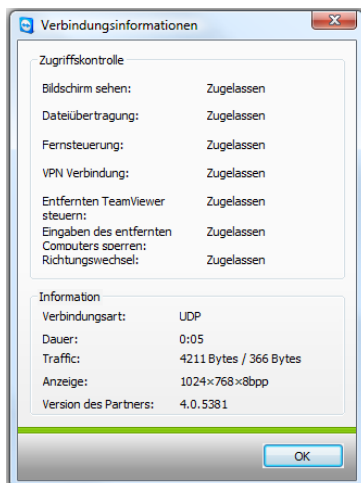 Verbindungsinformationen
Zugriffskontrolle
Bildschirm sehen: Zugelassen
Dateiübertragung: Zugelassen
Fernsteuerung: Zugelassen
VPN Verbindung: Zugelassen
Entfernten TeamViewer Zugelassen
steuern:
Eingaben des entfernten Zugelassen
Computers sperren:
Richtungswechsel: Zugelassen
Information
Verbindungsart: UDP
Dauer: 0:05
Traffic: 4211 Bytes / 366 Bytes
Anzeige: 1024×768×8bpp
Version des Partners: 4.0.5381
OK